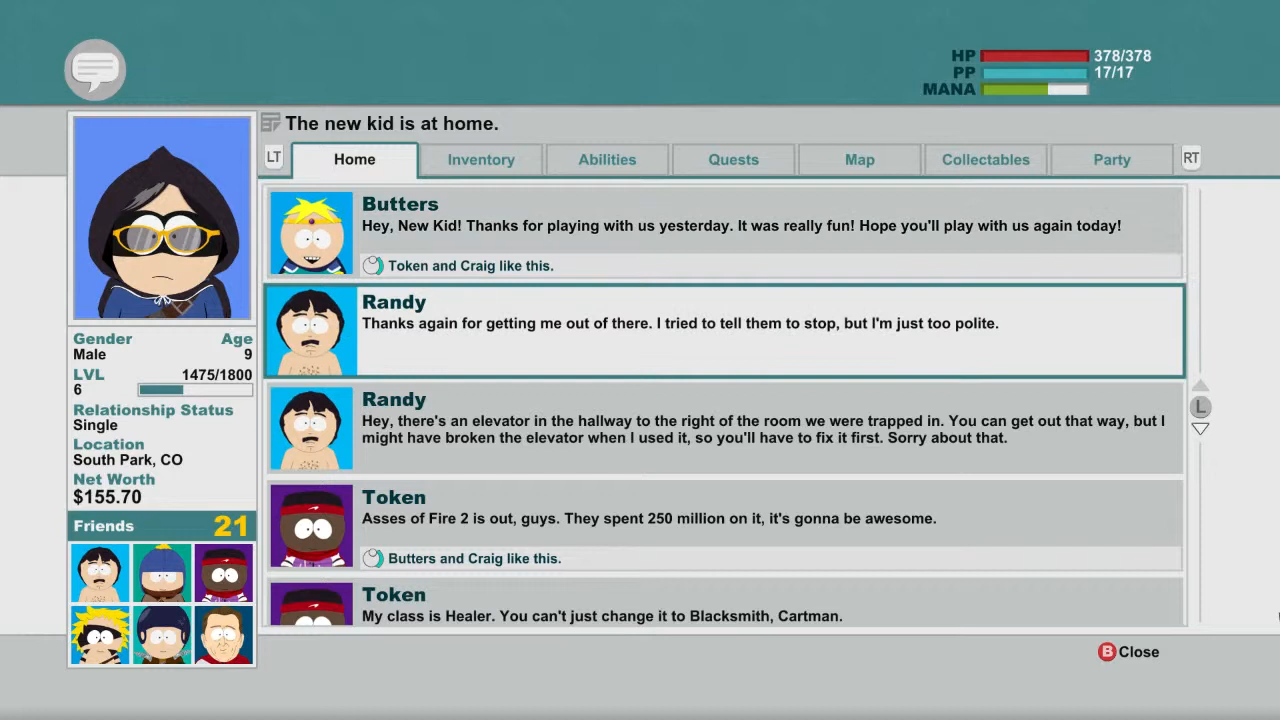 HP 378/378
PP 17/17
MANA
The new kid is at home.
LT Home Inventory Abilities Quests Map Collectables Party RT
Gender Age
Male 9
LVL 1475/1800
6
Relationship Status
Single
Location
South Park, CO
Net Worth
$155.70
Friends 21
Butters
Hey, New Kid! Thanks for playing with us yesterday. It was really fun! Hope you'll play with us again today!
Token and Craig like this.
Randy
Thanks again for getting me out of there. I tried to tell them to stop, but I'm just too polite.
Randy
Hey, there's an elevator in the hallway to the right of the room we were trapped in. You can get out that way, but I
might have broken the elevator when I used it, so you'll have to fix it first. Sorry about that.
Token
Asses of Fire 2 is out, guys. They spent 250 million on it, it's gonna be awesome.
Butters and Craig like this.
Token
My class is Healer. You can't just change it to Blacksmith, Cartman.
L
B Close